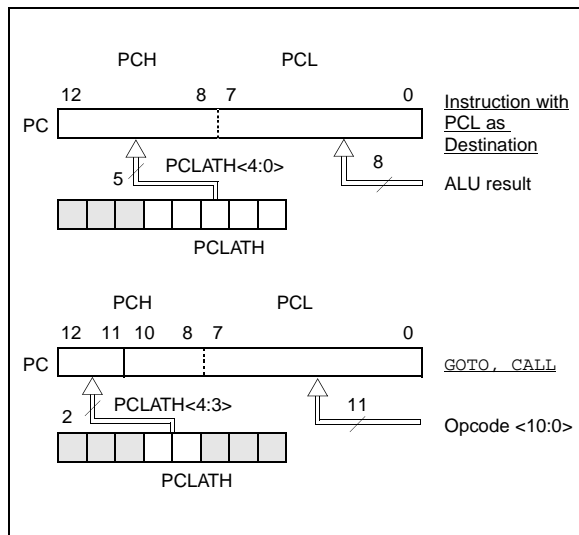 PCH PCL
12 8 7 0
PC
Instruction with
PCL as
Destination
5 PCLATH<4:0> 8
ALU result
PCLATH
PCH PCL
12 11 10 8 7 0
PC
GOTO, CALL
2 PCLATH<4:3> 11
Opcode <10:0>
PCLATH